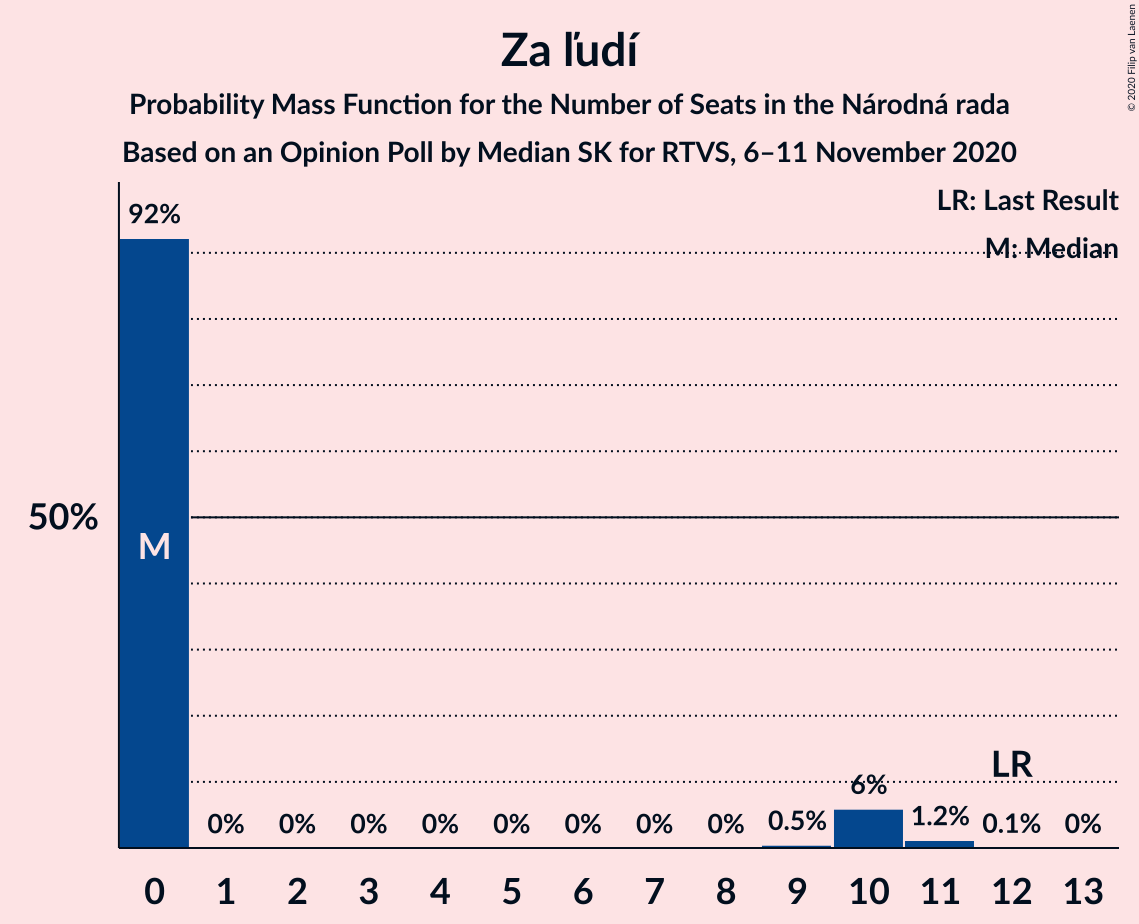 Za ľudí
Probability Mass Function for the Number of Seats in the Národná rada
Based on an Opinion Poll by Median SK for RTVS, 6–11 November 2020
© 2020 Filip van Laenen
LR: Last Result
M: Median
92%
50%
M
LR
0% 0% 0% 0% 0% 0% 0% 0% 0.5% 6% 1.2% 0.1% 0%
0 1 2 3 4 5 6 7 8 9 10 11 12 13